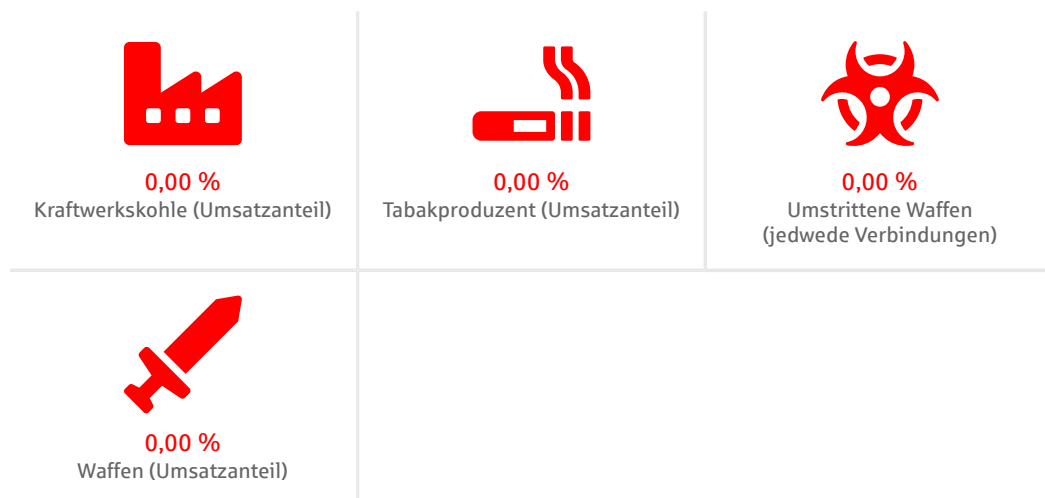 0,00 %
Kraftwerkskohle (Umsatzanteil)
0,00 %
Tabakproduzent (Umsatzanteil)
0,00 %
Umstrittene Waffen
(jedwede Verbindungen)
0,00 %
Waffen (Umsatzanteil)